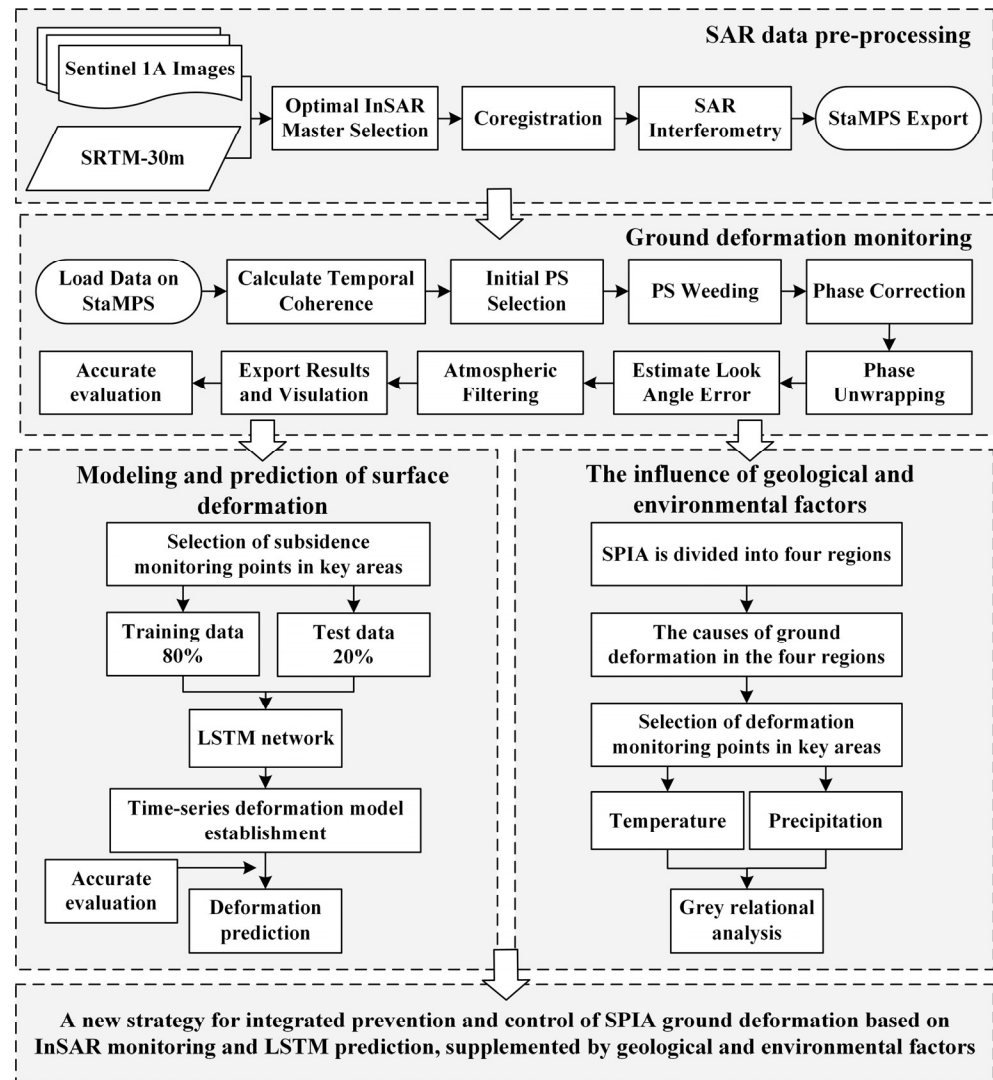 SAR data pre-processing
Sentinel 1A Images
SRTM-30m
Optimal InSAR
Master Selection
Coregistration
SAR
Interferometry
StaMPS Export
Ground deformation monitoring
Load Data on
StaMPS
Calculate Temporal
Coherence
Initial PS
Selection
PS Weeding
Phase Correction
Phase
Unwrapping
Estimate Look
Angle Error
Atmospheric
Filtering
Export Results
and Visulation
Accurate
evaluation
Modeling and prediction of surface
deformation
Selection of subsidence
monitoring points in key areas
Training data
80%
Test data
20%
LSTM network
Time-series deformation model
establishment
Accurate
evaluation
Deformation
prediction
The influence of geological and
environmental factors
SPIA is divided into four regions
The causes of ground
deformation in the four regions
Selection of deformation
monitoring points in key areas
Temperature
Precipitation
Grey relational
analysis
A new strategy for integrated prevention and control of SPIA ground deformation based on
InSAR monitoring and LSTM prediction, supplemented by geological and environmental factors